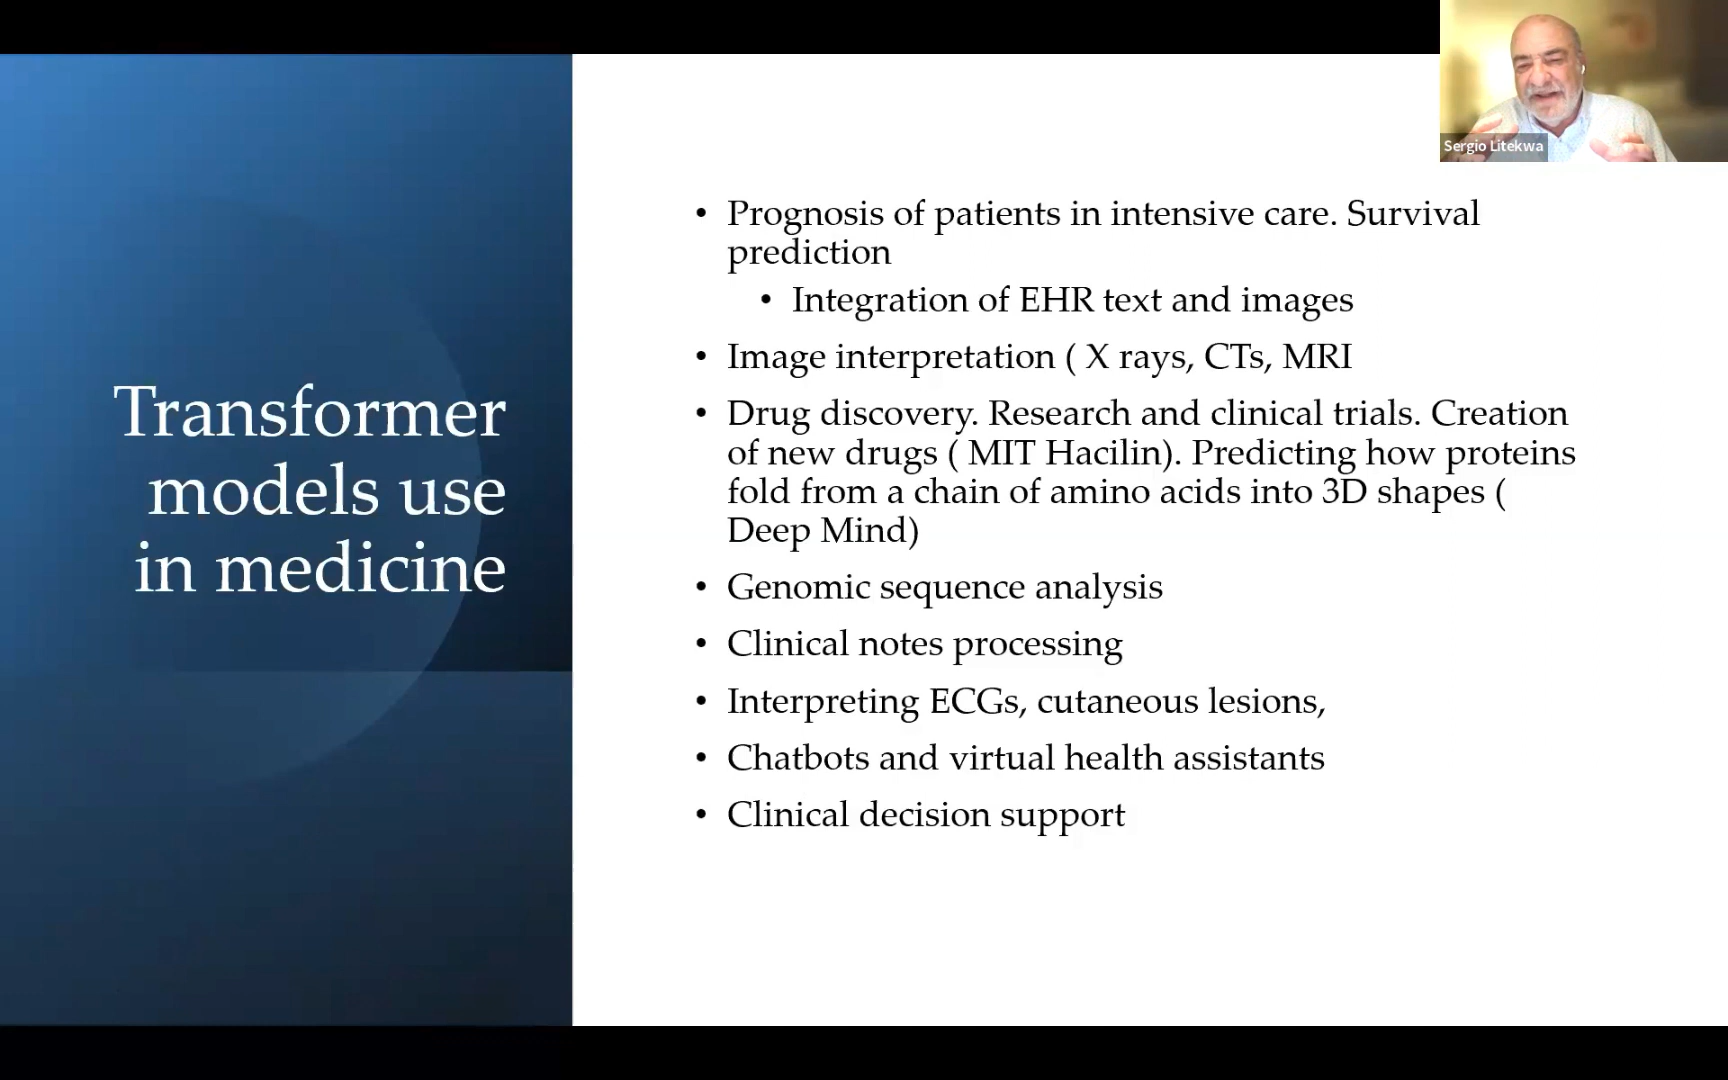 Sergio Litekwa
Transformer
models use
in medicine
• Prognosis of patients in intensive care. Survival
prediction
• Integration of EHR text and images
• Image interpretation ( X rays, CTs, MRI
• Drug discovery. Research and clinical trials. Creation
of new drugs ( MIT Hacilin). Predicting how proteins
fold from a chain of amino acids into 3D shapes (
Deep Mind)
• Genomic sequence analysis
• Clinical notes processing
• Interpreting ECGs, cutaneous lesions,
• Chatbots and virtual health assistants
• Clinical decision support